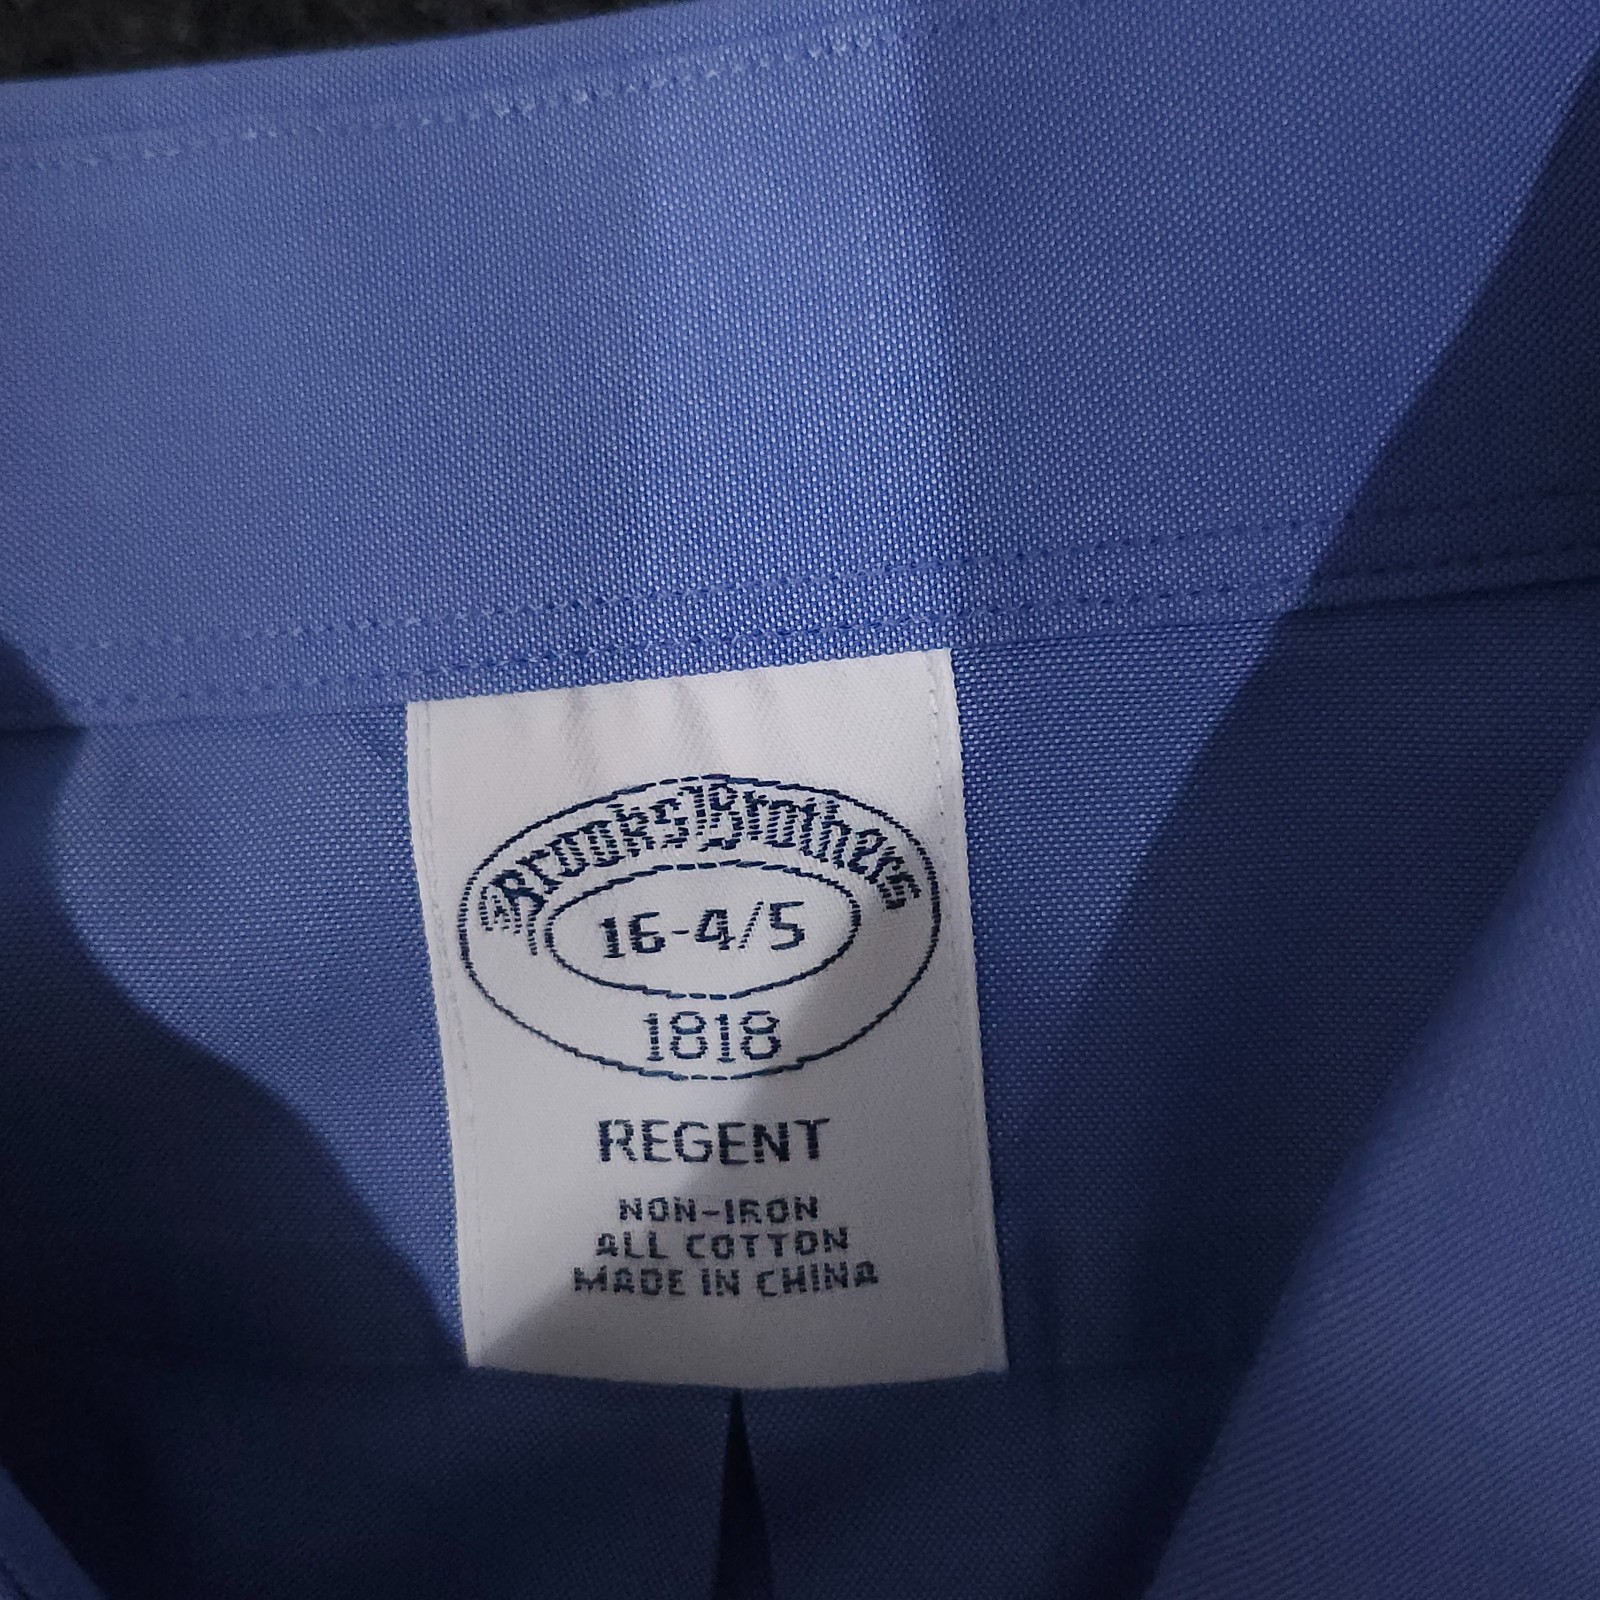 Brooks Brothers
16-4/5
1818
REGENT
NON-IRON
ALL COTTON
MADE IN CHINA